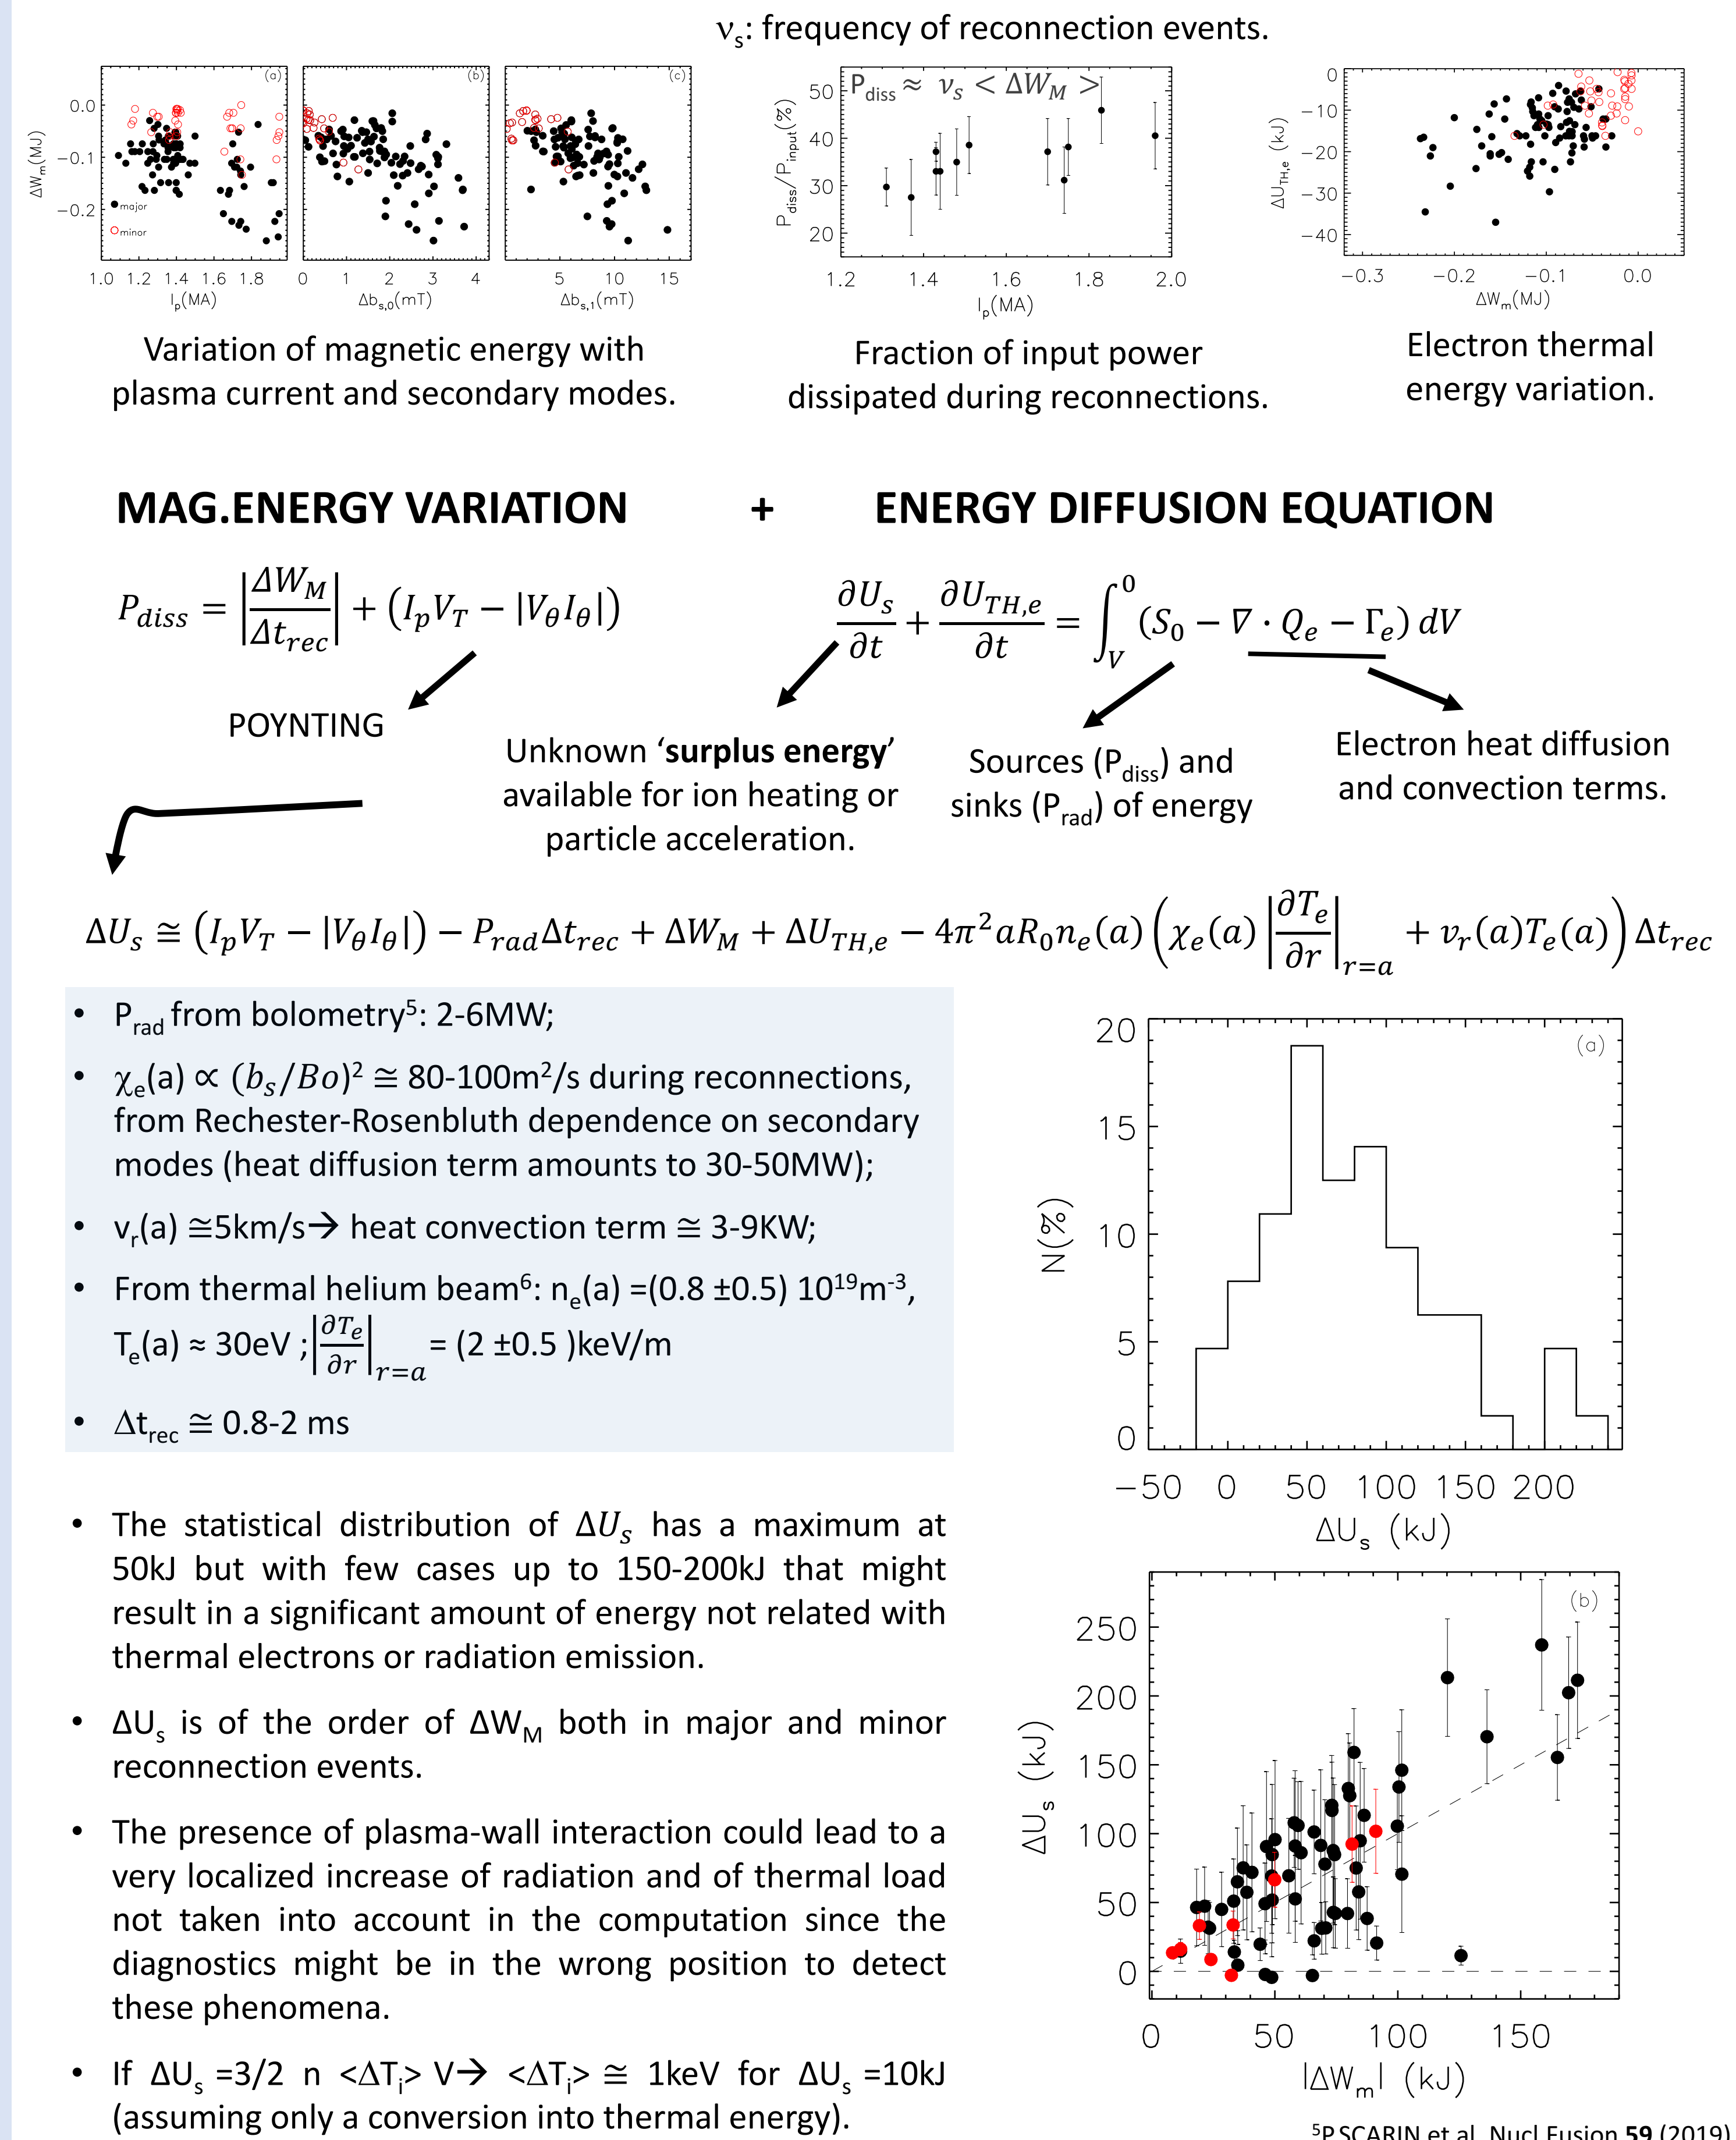 νs: frequency of reconnection events.
(a) (b) (c)
ΔWm(MJ)
0.0
−0.1
−0.2
major
minor
1.0 1.2 1.4 1.6 1.8 0 1 2 3 4 5 10 15
Ip(MA) Δbs,0(mT) Δbs,1(mT)
Pdiss ≈ νs < ΔWM >
Pdiss/Pinput(%)
50
40
30
20
1.2 1.4 1.6 1.8 2.0
Ip(MA)
ΔUTH,e (kJ)
0
−10
−20
−30
−40
−0.3 −0.2 −0.1 0.0
ΔWm(MJ)
Variation of magnetic energy with
plasma current and secondary modes.
Fraction of input power
dissipated during reconnections.
Electron thermal
energy variation.
MAG.ENERGY VARIATION + ENERGY DIFFUSION EQUATION
Pdiss = |ΔWM/Δtrec| + (IpVT − |VθIθ|)
∂Us/∂t + ∂UTH,e/∂t = ∫V0 (S0 − ∇ · Qe − Γe) dV
POYNTING
Unknown ‘surplus energy’
available for ion heating or
particle acceleration.
Sources (Pdiss) and
sinks (Prad) of energy
Electron heat diffusion
and convection terms.
ΔUs ≅ (IpVT − |VθIθ|) − PradΔtrec + ΔWM + ΔUTH,e − 4π²aR0ne(a) (χe(a) |∂Te/∂r|r=a + vr(a)Te(a)) Δtrec
• Prad from bolometry⁵: 2-6MW;
• χe(a) ∝ (bs/Bo)² ≅ 80-100m²/s during reconnections,
from Rechester-Rosenbluth dependence on secondary
modes (heat diffusion term amounts to 30-50MW);
• vr(a) ≅5km/s→ heat convection term ≅ 3-9KW;
• From thermal helium beam⁶: ne(a) =(0.8 ±0.5) 10¹⁹m⁻³,
Te(a) ≈ 30eV ;|∂Te/∂r|r=a = (2 ±0.5 )keV/m
• Δtrec ≅ 0.8-2 ms
(a)
N(%)
20
15
10
5
0
−50 0 50 100 150 200
ΔUs (kJ)
• The statistical distribution of ΔUs has a maximum at
50kJ but with few cases up to 150-200kJ that might
result in a significant amount of energy not related with
thermal electrons or radiation emission.
• ΔUs is of the order of ΔWM both in major and minor
reconnection events.
• The presence of plasma-wall interaction could lead to a
very localized increase of radiation and of thermal load
not taken into account in the computation since the
diagnostics might be in the wrong position to detect
these phenomena.
• If ΔUs =3/2 n <ΔTi> V→ <ΔTi> ≅ 1keV for ΔUs =10kJ
(assuming only a conversion into thermal energy).
(b)
ΔUs (kJ)
250
200
150
100
50
0
0 50 100 150
|ΔWm| (kJ)
⁵P.SCARIN et al, Nucl.Fusion 59 (2019)